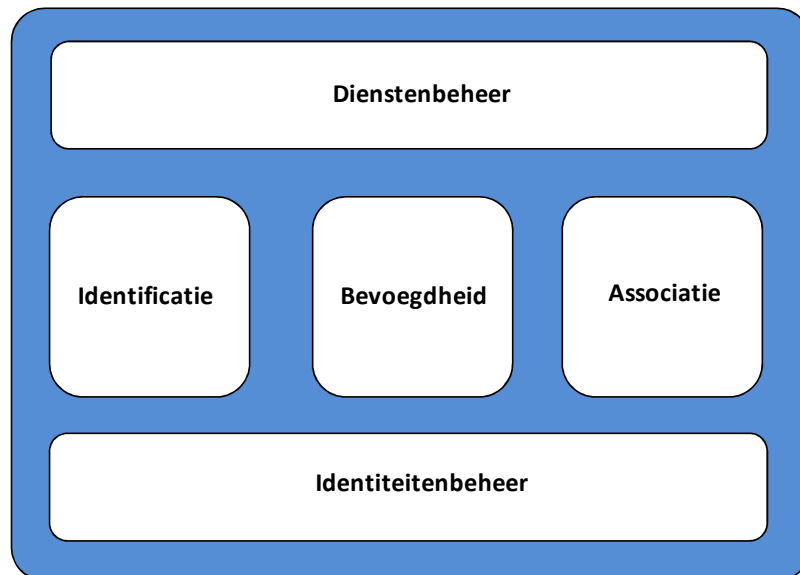 Dienstenbeheer
Identificatie
Bevoegdheid
Associatie
Identiteitenbeheer